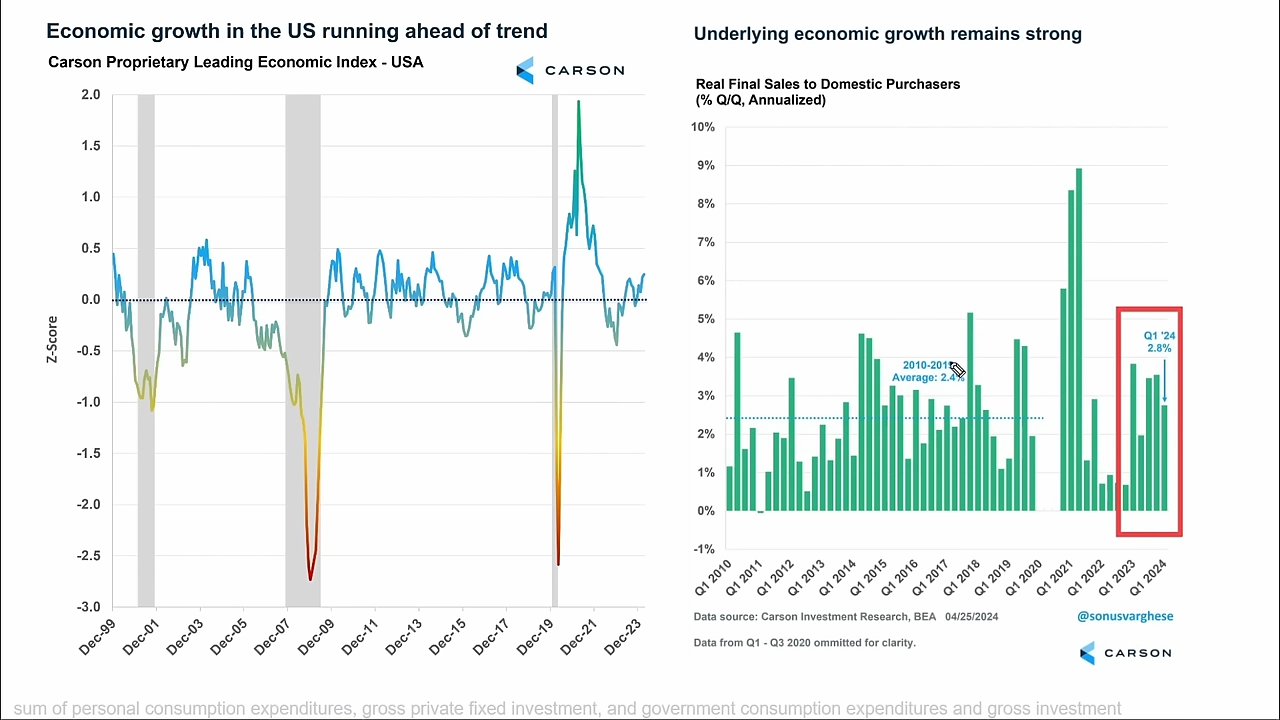 Economic growth in the US running ahead of trend
Carson Proprietary Leading Economic Index - USA
CARSON
2.0
1.5
1.0
0.5
0.0
-0.5
-1.0
-1.5
-2.0
-2.5
-3.0
Z-Score
Dec-99
Dec-01
Dec-03
Dec-05
Dec-07
Dec-09
Dec-11
Dec-13
Dec-15
Dec-17
Dec-19
Dec-21
Dec-23
Underlying economic growth remains strong
Real Final Sales to Domestic Purchasers
(% Q/Q, Annualized)
10%
9%
8%
7%
6%
5%
4%
3%
2%
1%
0%
-1%
Q1 '24
2.8%
Average: 2.4%
Q1 2010
Q1 2011
Q1 2012
Q1 2013
Q1 2014
Q1 2015
Q1 2016
Q1 2017
Q1 2018
Q1 2019
Q1 2020
Q1 2021
Q1 2022
Q1 2023
Q1 2024
Data source: Carson Investment Research, BEA 04/25/2024
@sonusvarghese
Data from Q1 - Q3 2020 ommitted for clarity.
CARSON
sum of personal consumption expenditures, gross private fixed investment, and government consumption expenditures and gross investment